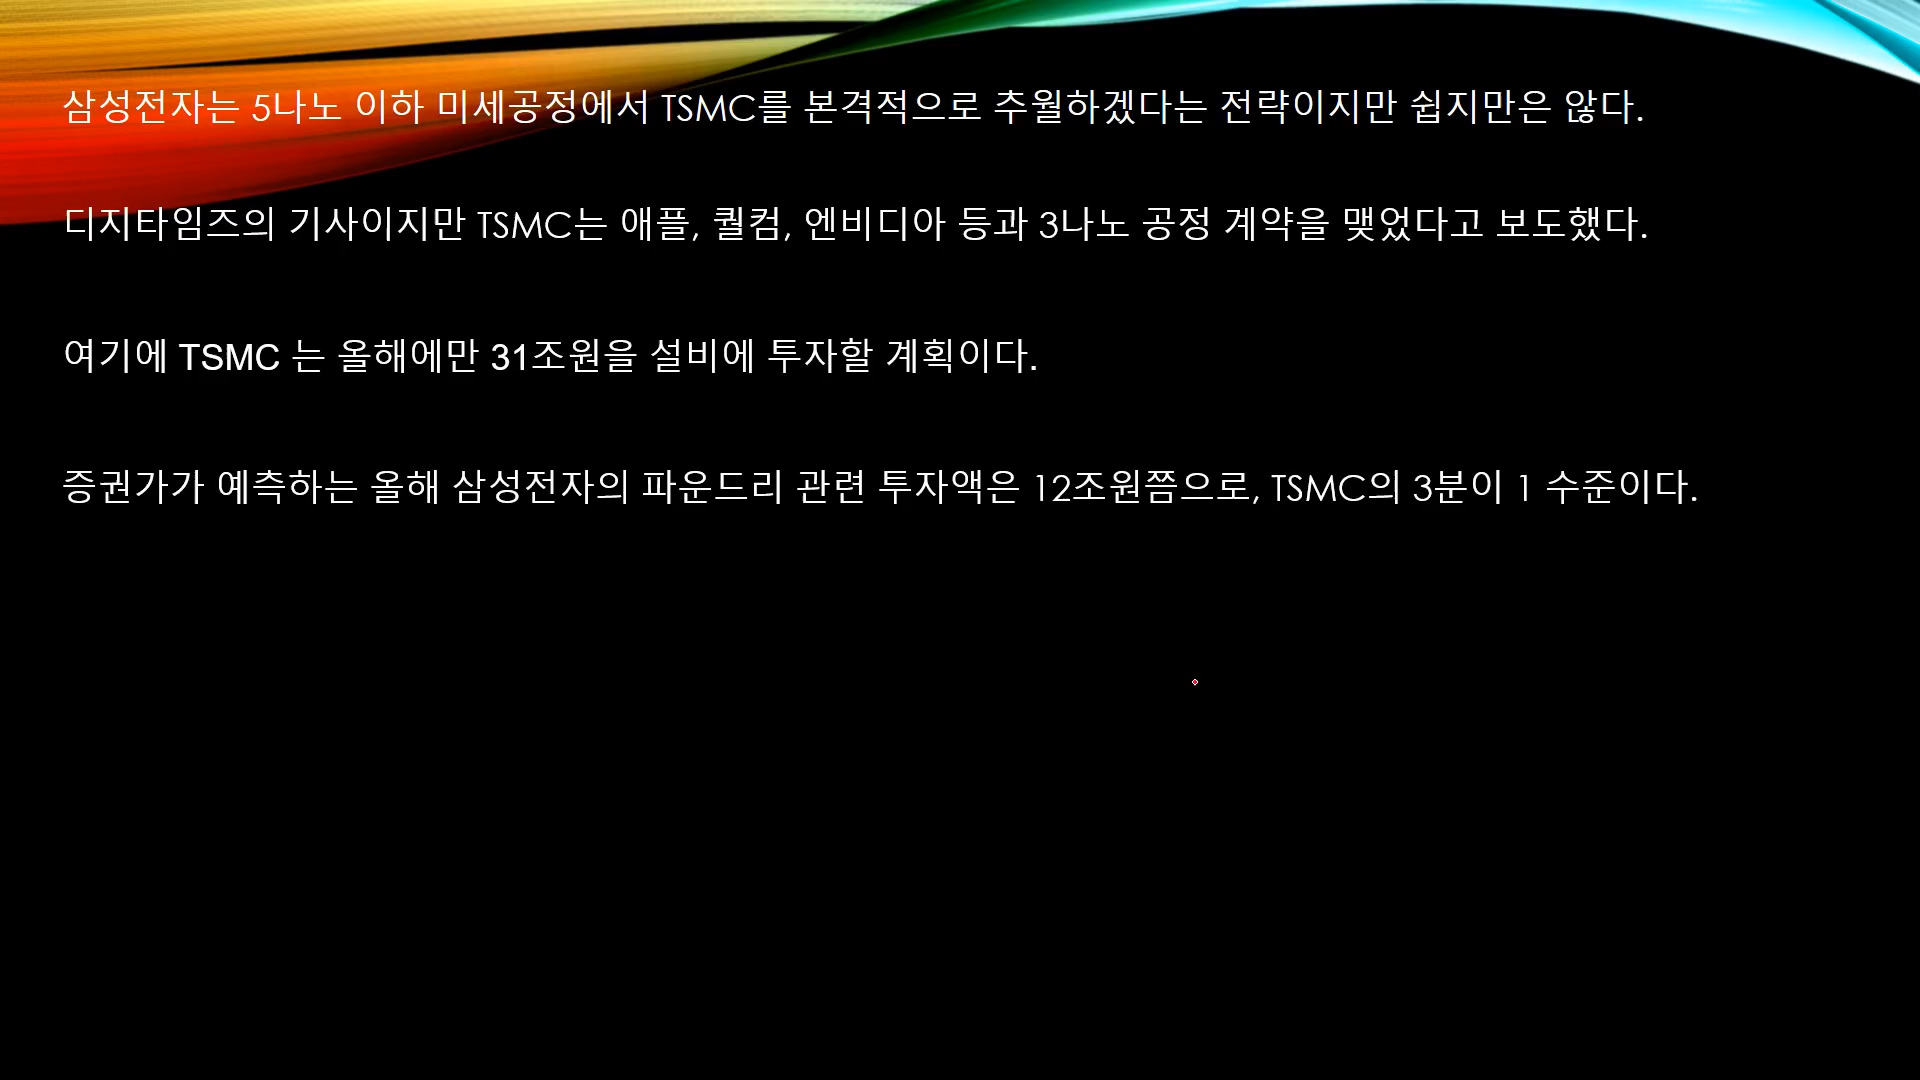 삼성전자는 5나노 이하 미세공정에서 TSMC를 본격적으로 추월하겠다는 전략이지만 쉽지만은 않다.
디지타임즈의 기사이지만 TSMC는 애플, 퀄컴, 엔비디아 등과 3나노 공정 계약을 맺었다고 보도했다.
여기에 TSMC 는 올해에만 31조원을 설비에 투자할 계획이다.
증권가가 예측하는 올해 삼성전자의 파운드리 관련 투자액은 12조원쯤으로, TSMC의 3분이 1 수준이다.